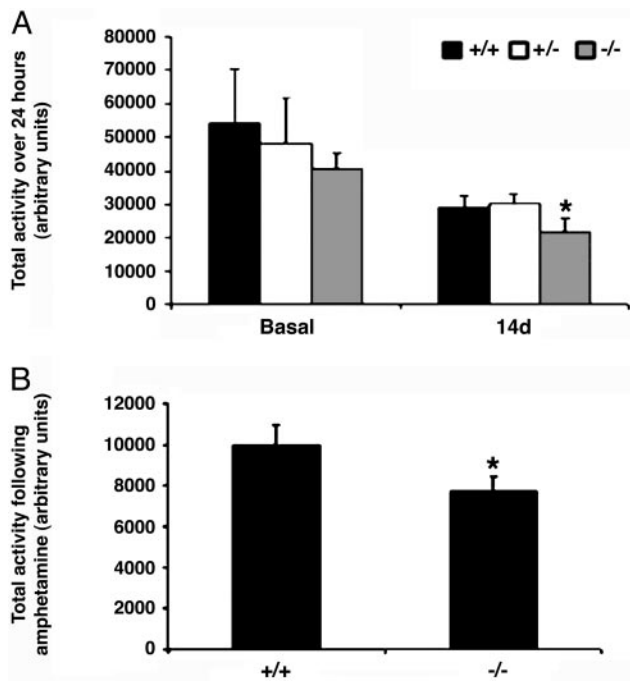 A
Total activity over 24 hours
(arbitrary units)
80000
70000
60000
50000
40000
30000
20000
10000
0
+/+ +/- -/-
*
Basal 14d
B
Total activity following
amphetamine (arbitrary units)
12000
10000
8000
6000
4000
2000
0
*
+/+ -/-